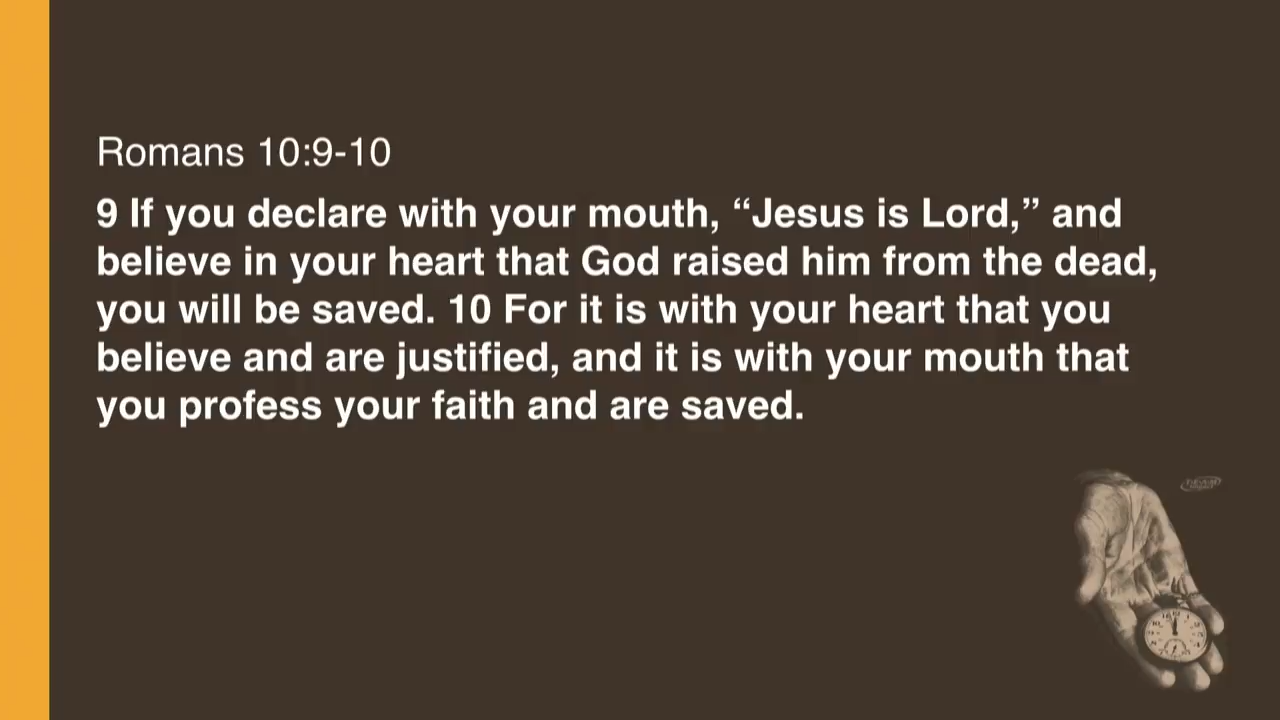 Romans 10:9-10
9 If you declare with your mouth, “Jesus is Lord,” and
believe in your heart that God raised him from the dead,
you will be saved. 10 For it is with your heart that you
believe and are justified, and it is with your mouth that
you profess your faith and are saved.